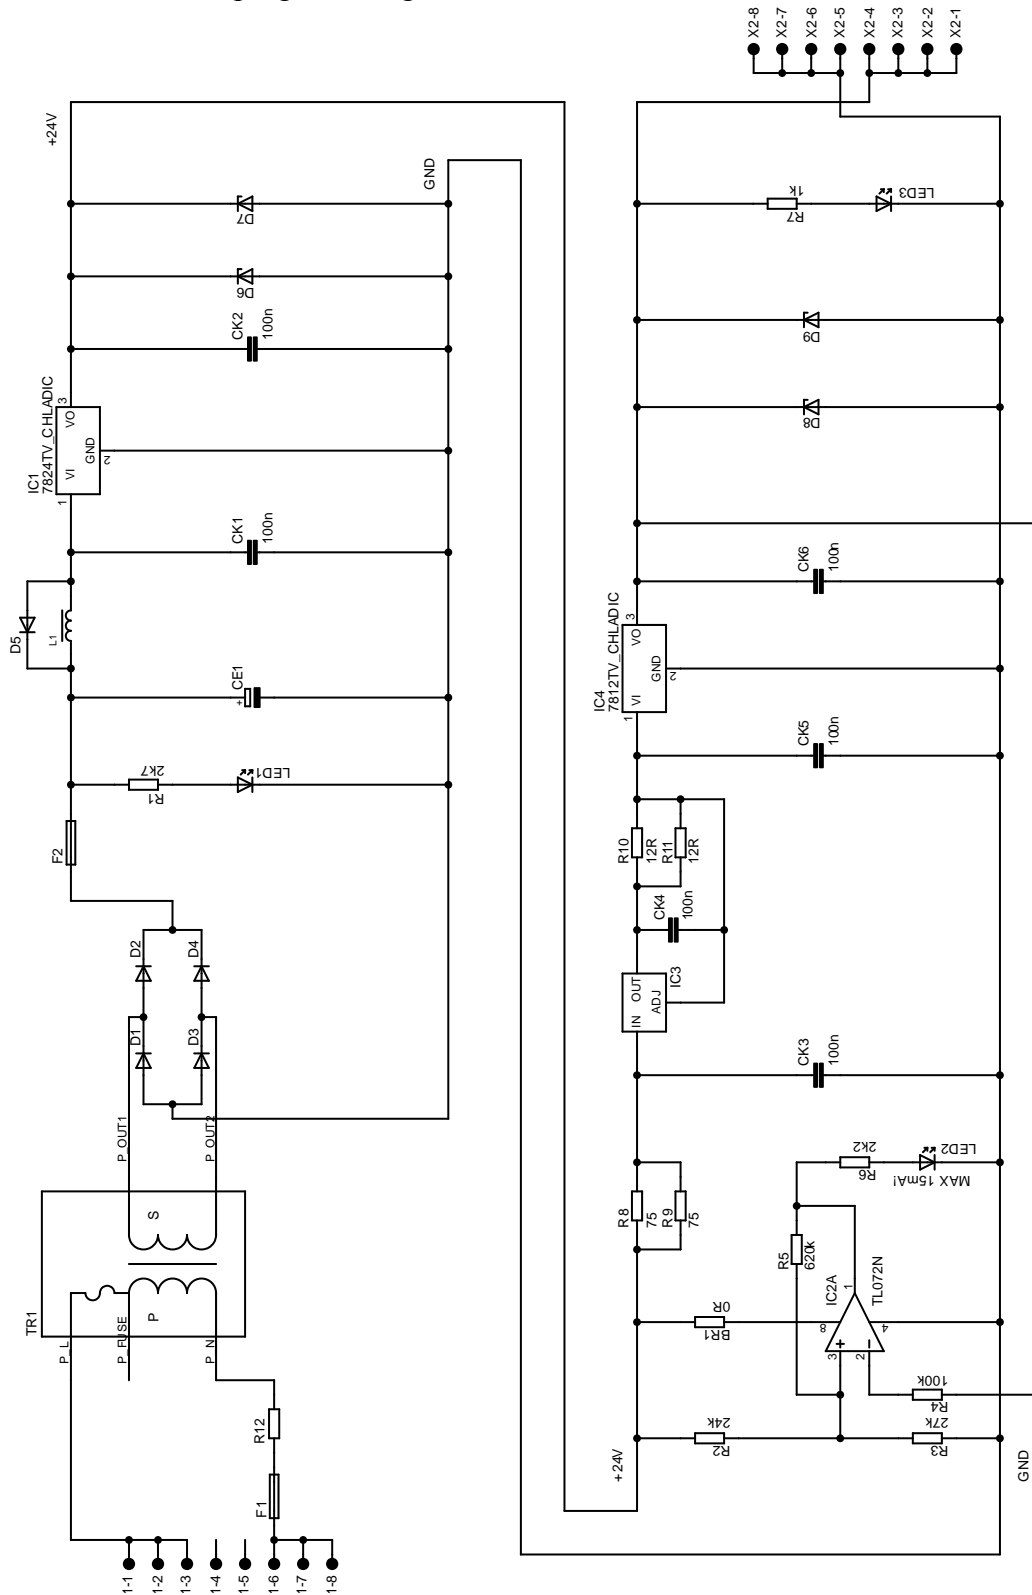 X2-8
X2-7
X2-6
X2-5
X2-4
X2-3
X2-2
X2-1
+24V
GND
D7
D6
CK2
100n
IC1
7824TV_CHLADIC
1
VI
GND
VO
3
2
CK1
100n
D5
L1
CE1
+
2k7
R1
LED1
F2
D2
D4
D1
D3
P_OUT1
P_OUT2
TR1
S
P
P_L
P_FUSE
P_N
R12
F1
1-1
1-2
1-3
1-4
1-5
1-6
1-7
1-8
1k
R7
LED3
D9
D8
CK6
100n
IC4
7812TV_CHLADIC
1
VI
GND
VO
3
2
CK5
100n
R10
12R
R11
12R
CK4
100n
IC3
IN
OUT
ADJ
CK3
100n
R8
75
R9
75
2k2
R6
LED2
MAX 15mA!
R5
620k
IC2A
TL072N
1
8
4
3
2
+
−
0R
BR1
24k
R2
100k
R4
27k
R3
+24V
GND